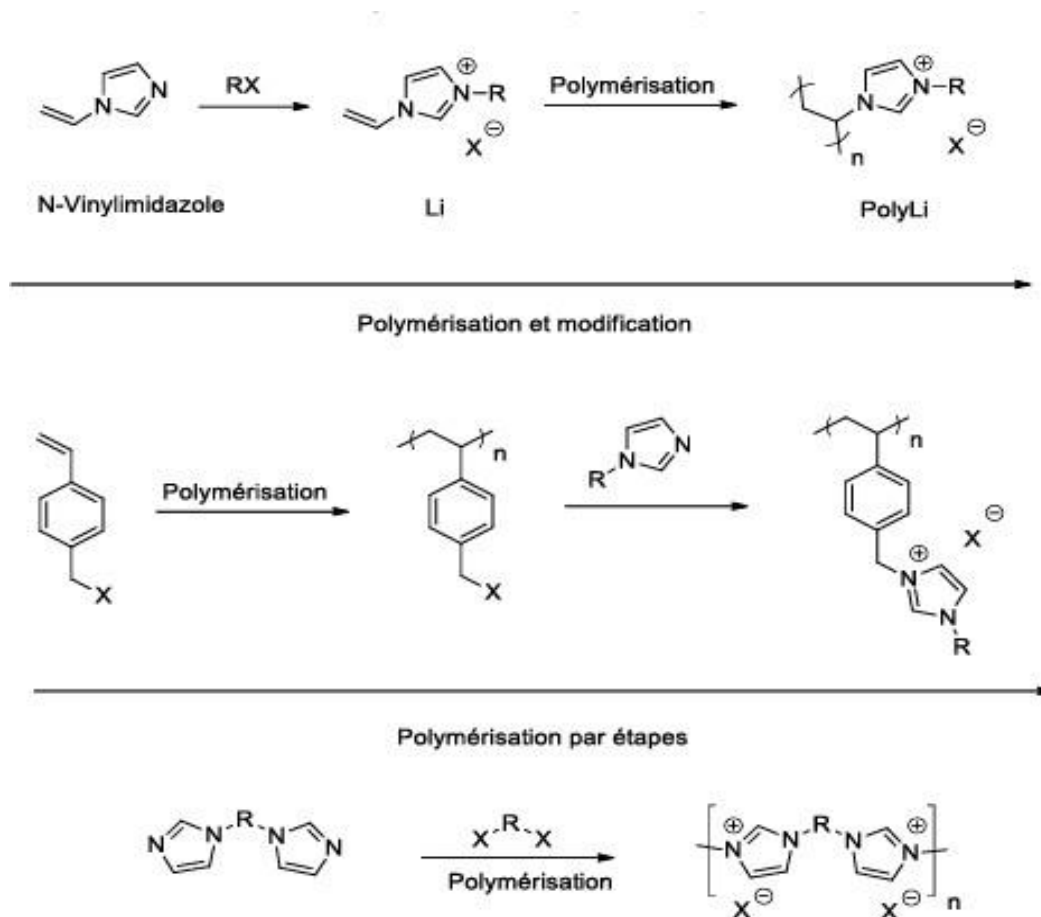 RX
Polymérisation
N
N
N
N
R
X
⊕
⊖
N
N
R
X
⊕
⊖
n
N-Vinylimidazole
Li
PolyLi
Polymérisation et modification
Polymérisation
n
X
X
R
N
N
n
X
⊖
⊕
N
N
R
Polymérisation par étapes
N
N
R
N
N
X
R
X
Polymérisation
⊕
N
N
R
N
N
⊕
X
⊖
X
⊖
n